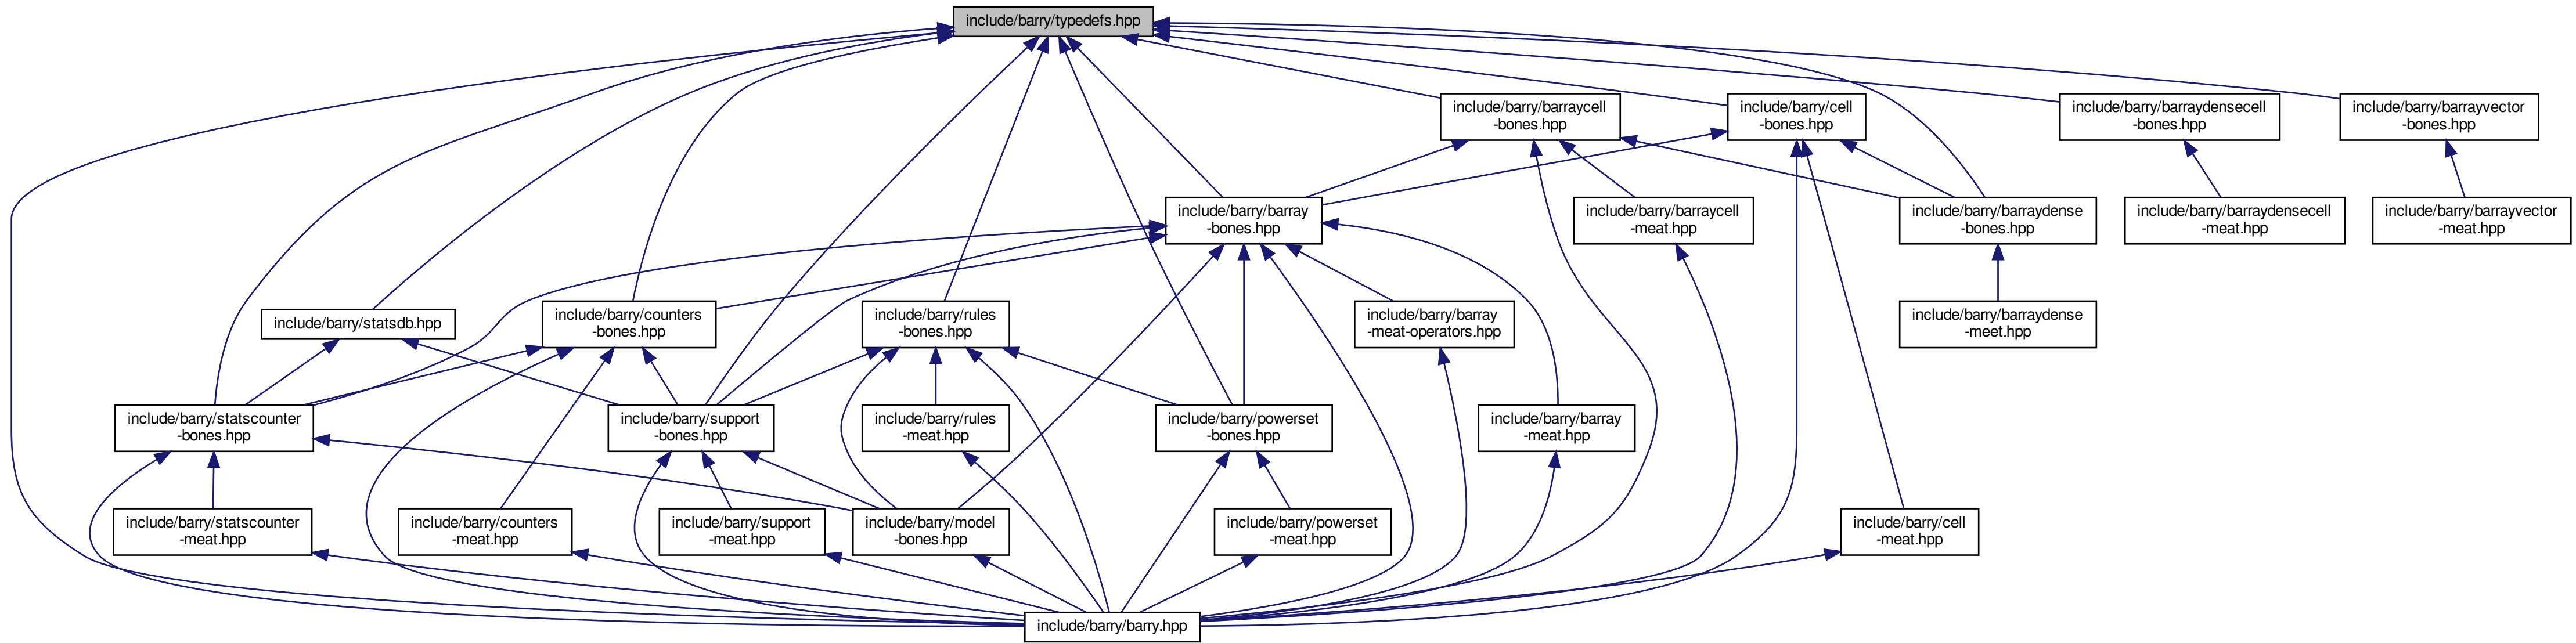 include/barry/typedefs.hpp
include/barry/barraycell
-bones.hpp
include/barry/cell
-bones.hpp
include/barry/barraydensecell
-bones.hpp
include/barry/barrayvector
-bones.hpp
include/barry/barray
-bones.hpp
include/barry/barraycell
-meat.hpp
include/barry/barraydense
-bones.hpp
include/barry/barraydensecell
-meat.hpp
include/barry/barrayvector
-meat.hpp
include/barry/statsdb.hpp
include/barry/counters
-bones.hpp
include/barry/rules
-bones.hpp
include/barry/barray
-meat-operators.hpp
include/barry/barraydense
-meet.hpp
include/barry/statscounter
-bones.hpp
include/barry/support
-bones.hpp
include/barry/rules
-meat.hpp
include/barry/powerset
-bones.hpp
include/barry/barray
-meat.hpp
include/barry/statscounter
-meat.hpp
include/barry/counters
-meat.hpp
include/barry/support
-meat.hpp
include/barry/model
-bones.hpp
include/barry/powerset
-meat.hpp
include/barry/cell
-meat.hpp
include/barry/barry.hpp